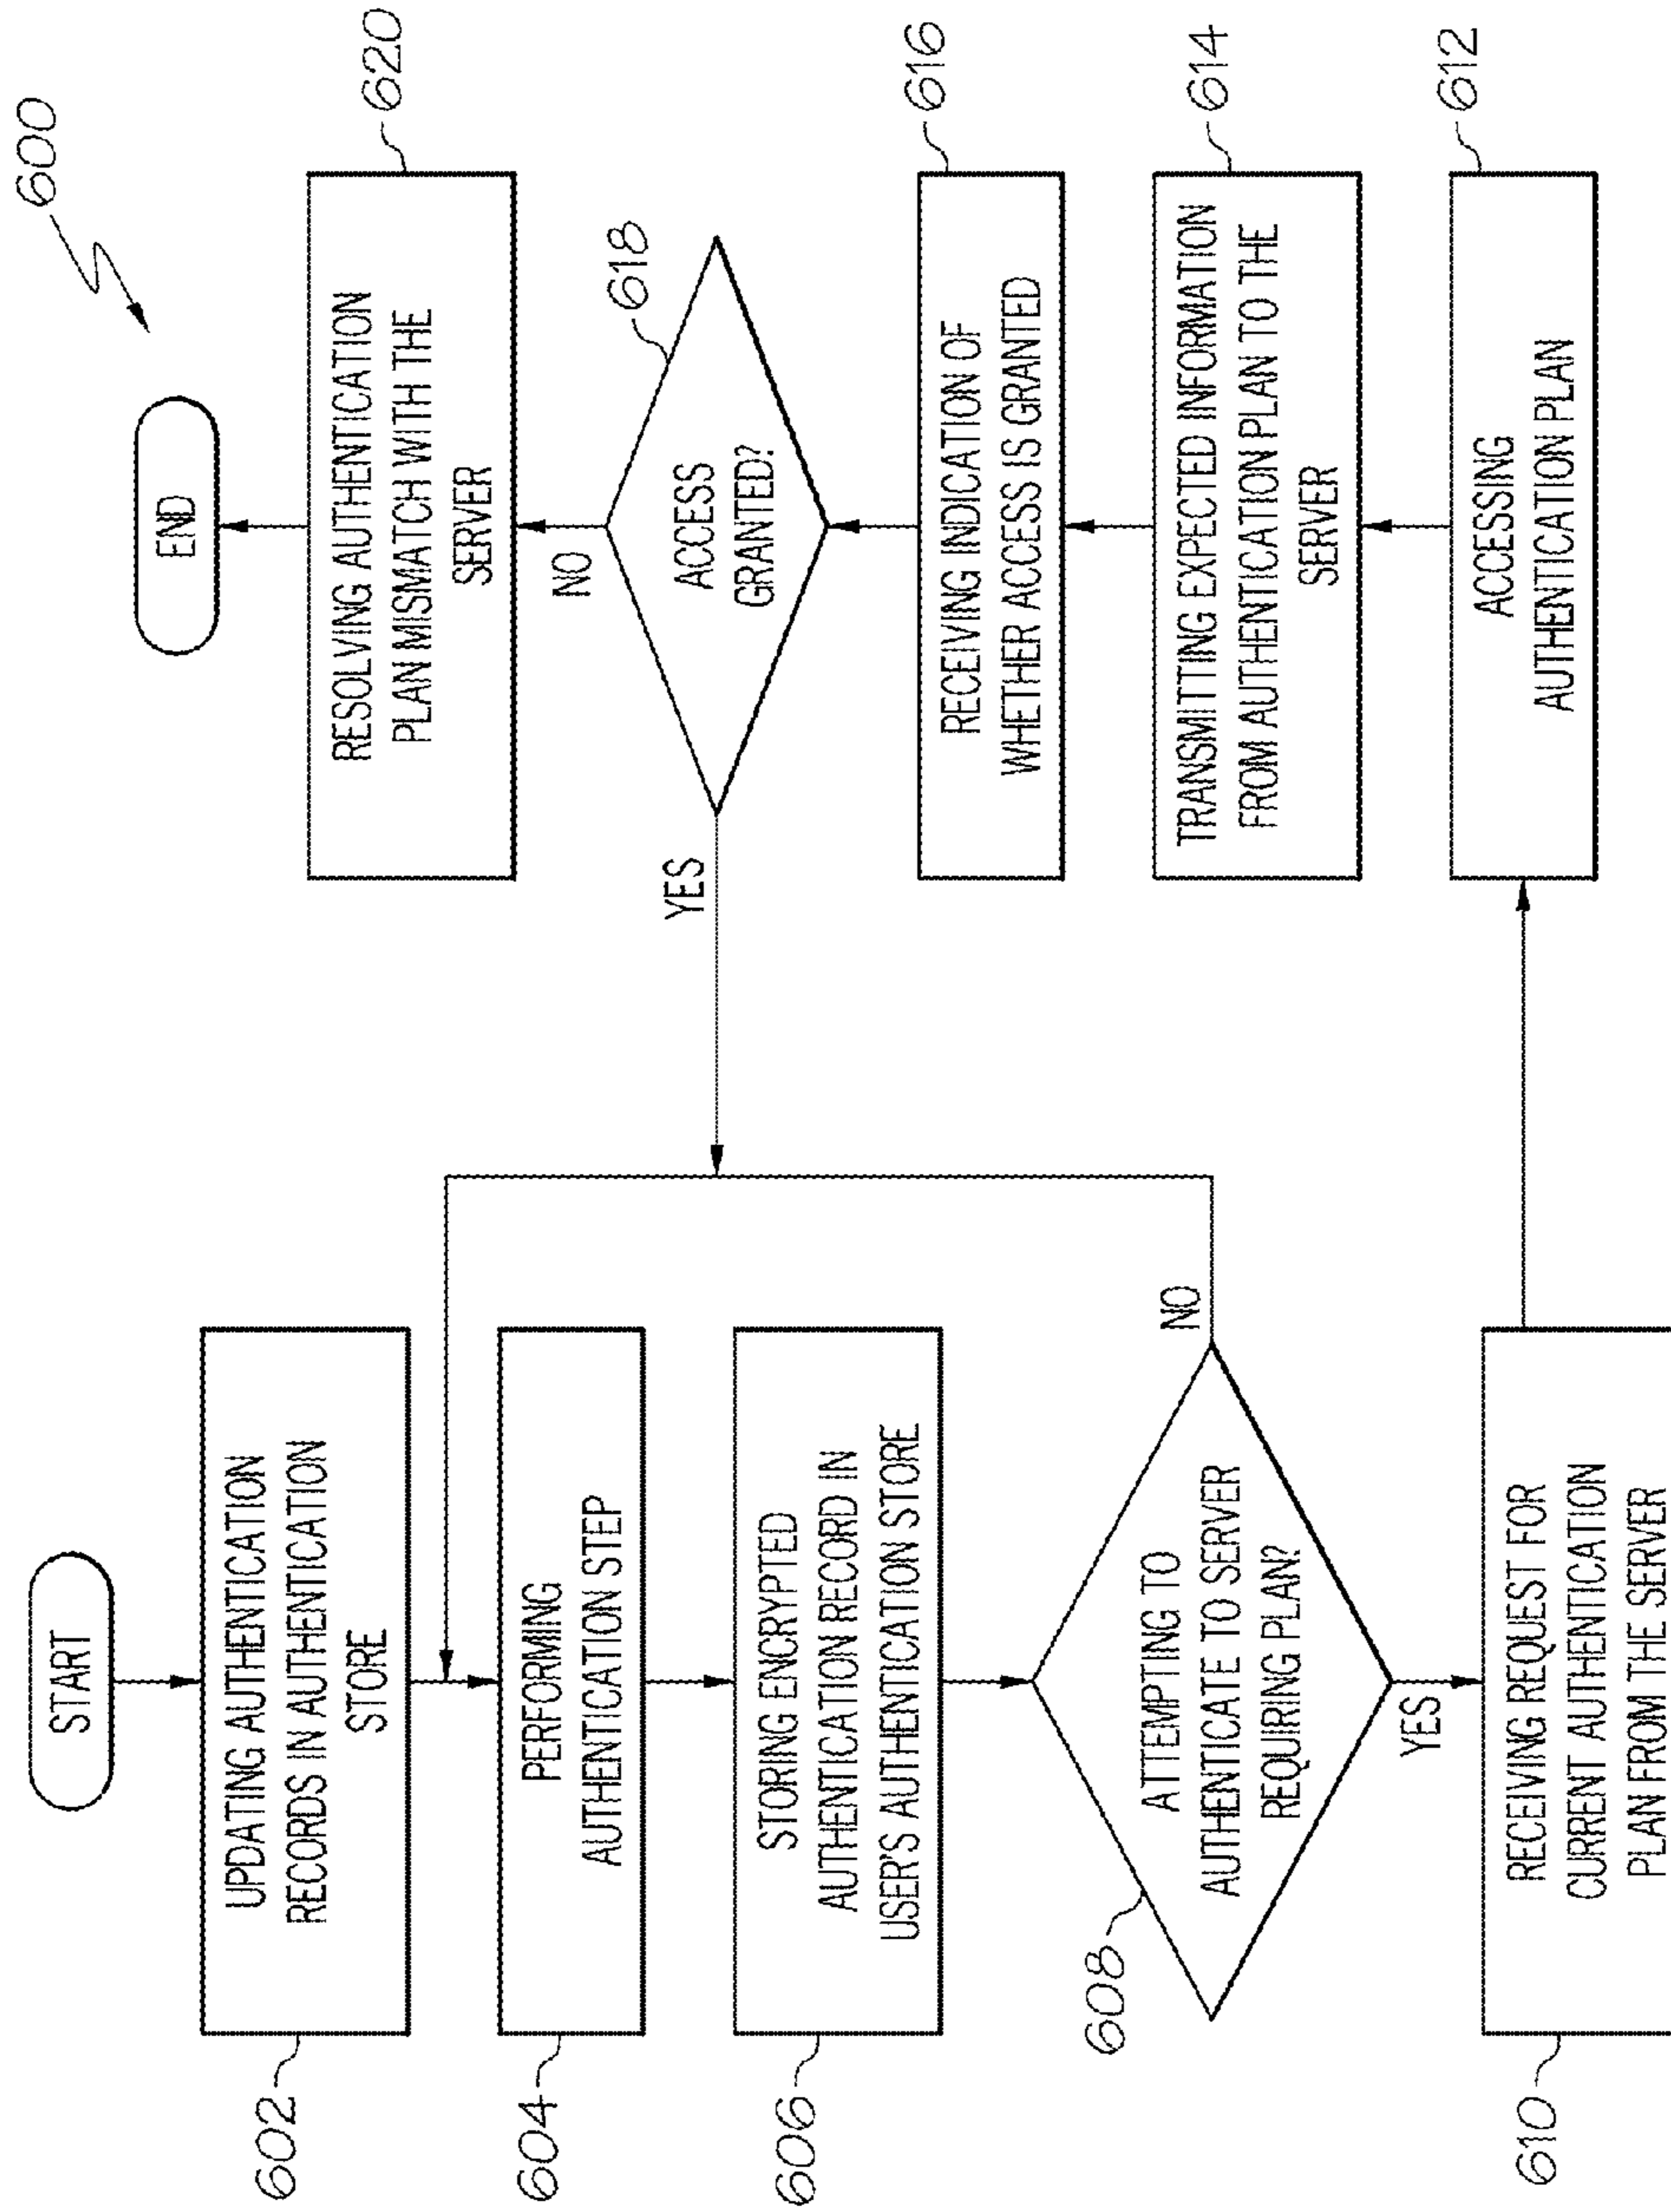 600
START
602
UPDATING AUTHENTICATION
RECORDS IN AUTHENTICATION
STORE
604
PERFORMING
AUTHENTICATION STEP
606
STORING ENCRYPTED
AUTHENTICATION RECORD IN
USER'S AUTHENTICATION STORE
608
ATTEMPTING TO
AUTHENTICATE TO SERVER
REQUIRING PLAN?
NO
YES
610
RECEIVING REQUEST FOR
CURRENT AUTHENTICATION
PLAN FROM THE SERVER
612
ACCESSING
AUTHENTICATION PLAN
614
TRANSMITTING EXPECTED INFORMATION
FROM AUTHENTICATION PLAN TO THE
SERVER
616
RECEIVING INDICATION OF
WHETHER ACCESS IS GRANTED
618
ACCESS
GRANTED?
YES
NO
620
RESOLVING AUTHENTICATION
PLAN MISMATCH WITH THE
SERVER
END